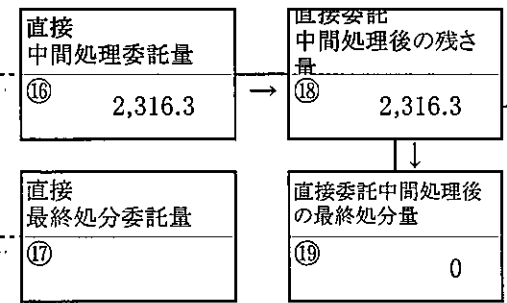 直接
中間処理委託量
⑯
2,316.3
→
直接委託
中間処理後の残さ
量
⑱
2,316.3
↓
直接
最終処分委託量
⑰
直接委託中間処理後
の最終処分量
⑲
0